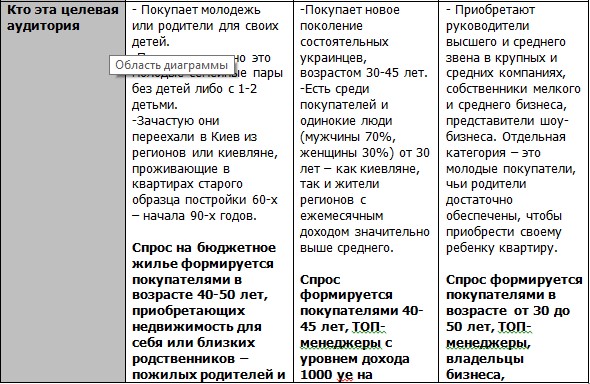 Кто эта целевая
аудитория
- Покупает молодежь
или родители для своих
детей.
но это
Область диаграммы
молодые семейные пары
без детей либо с 1-2
детьми.
-Зачастую они
переехали в Киев из
регионов или киевляне,
проживающие в
квартирах старого
образца постройки 60-х
– начала 90-х годов.
Спрос на бюджетное
жилье формируется
покупателями в
возрасте 40-50 лет,
приобретающих
недвижимость для
себя или близких
родственников –
пожилых родителей и
-Покупает новое
поколение
состоятельных
украинцев,
возрастом 30-45 лет.
-Есть среди
покупателей и
одинокие люди
(мужчины 70%,
женщины 30%) от 30
лет – как киевляне,
так и жители
регионов с
ежемесячным
доходом значительно
выше среднего.
Спрос
формируется
покупателями 40-
45 лет, ТОП-
менеджеры с
уровнем дохода
1000 уе на
- Приобретают
руководители
высшего и среднего
звена в крупных и
средних компаниях,
собственники мелкого
и среднего бизнеса,
представители шоу-
бизнеса. Отдельная
категория – это
молодые покупатели,
чьи родители
достаточно
обеспечены, чтобы
приобрести своему
ребенку квартиру.
Спрос формируется
покупателями в
возрасте от 30 до
50 лет, ТОП-
менеджеры,
владельцы
бизнеса,